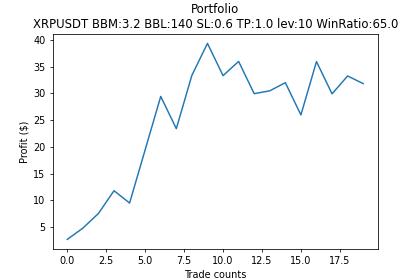 Portfolio
XRPUSDT BBM:3.2 BBL:140 SL:0.6 TP:1.0 lev:10 WinRatio:65.0
40
35
30
25
20
15
10
5
Profit ($)
0.0 2.5 5.0 7.5 10.0 12.5 15.0 17.5
Trade counts